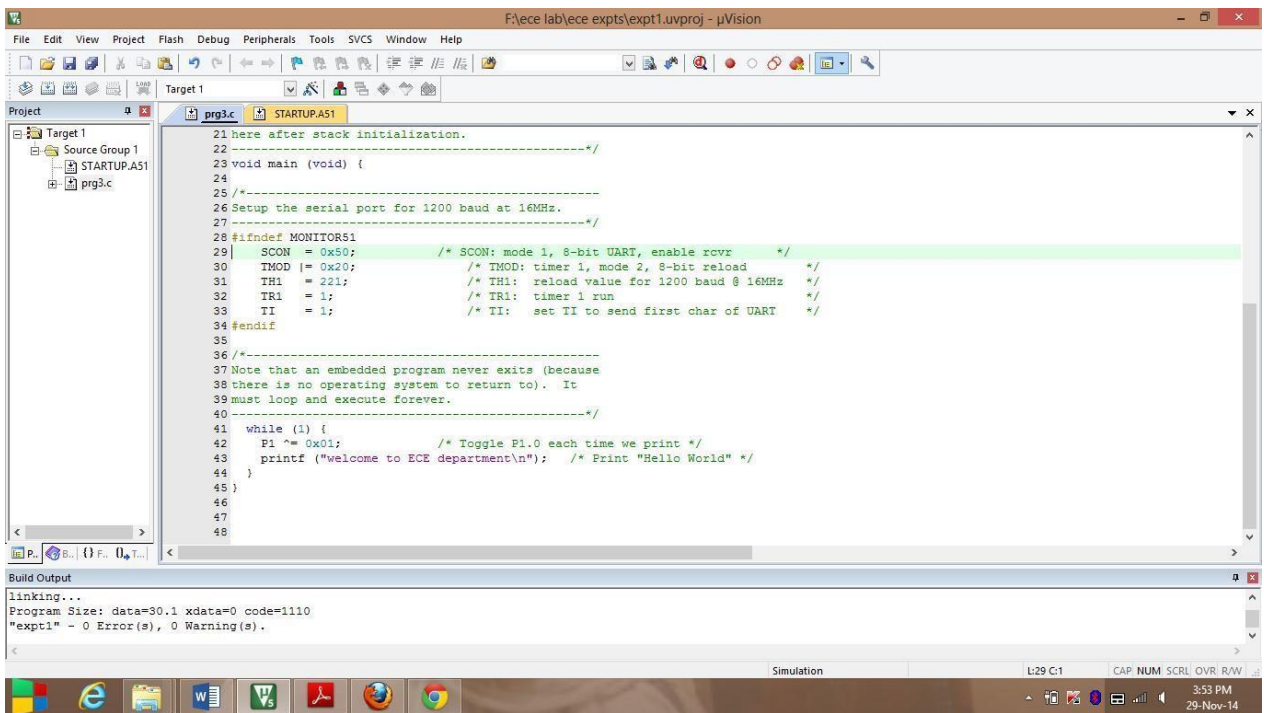 F:\ece lab\ece expts\expt1.uvproj - µVision
File Edit View Project Flash Debug Peripherals Tools SVCS Window Help
Target 1
Project
prg3.c STARTUP.A51
Target 1
Source Group 1
STARTUP.A51
prg3.c
21 here after stack initialization.
22 ------------------------------------------------*/
23 void main (void) {
24
25 /*------------------------------------------------
26 Setup the serial port for 1200 baud at 16MHz.
27 ------------------------------------------------*/
28 #ifndef MONITOR51
29 SCON = 0x50; /* SCON: mode 1, 8-bit UART, enable rcvr */
30 TMOD |= 0x20; /* TMOD: timer 1, mode 2, 8-bit reload */
31 TH1 = 221; /* TH1: reload value for 1200 baud @ 16MHz */
32 TR1 = 1; /* TR1: timer 1 run */
33 TI = 1; /* TI: set TI to send first char of UART */
34 #endif
35
36 /*------------------------------------------------
37 Note that an embedded program never exits (because
38 there is no operating system to return to). It
39 must loop and execute forever.
40 ------------------------------------------------*/
41 while (1) {
42 P1 ^= 0x01; /* Toggle P1.0 each time we print */
43 printf ("welcome to ECE department\n"); /* Print "Hello World" */
44 }
45 }
46
47
48
P... B... {} F... T...
Build Output
linking...
Program Size: data=30.1 xdata=0 code=1110
"expt1" - 0 Error(s), 0 Warning(s).
Simulation L:29 C:1 CAP NUM SCRL OVR R/W
3:53 PM
29-Nov-14